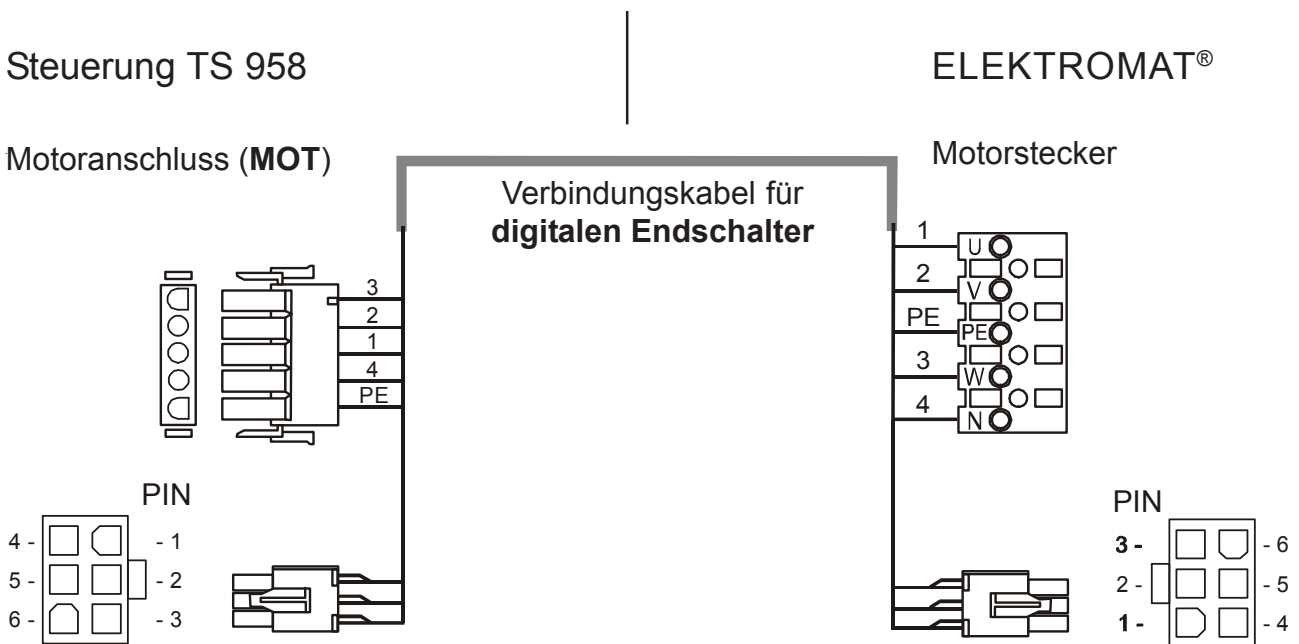 Steuerung TS 958
ELEKTROMAT®
Motoranschluss (MOT)
Motorstecker
Verbindungskabel für
digitalen Endschalter
3
2
1
4
PE
1
2
PE
3
4
U
V
PE
W
N
PIN
4 - - 1
5 - - 2
6 - - 3
PIN
3 - - 6
2 - - 5
1 - - 4